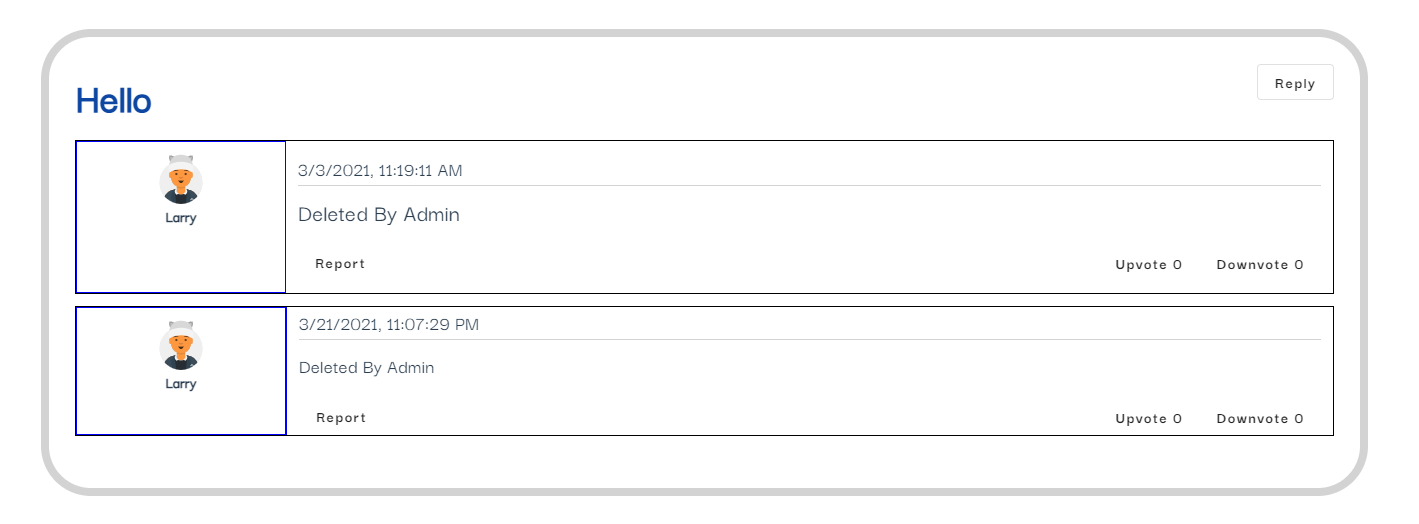 Hello
Reply
3/3/2021, 11:19:11 AM
Larry
Deleted By Admin
Report
Upvote 0
Downvote 0
3/21/2021, 11:07:29 PM
Larry
Deleted By Admin
Report
Upvote 0
Downvote 0